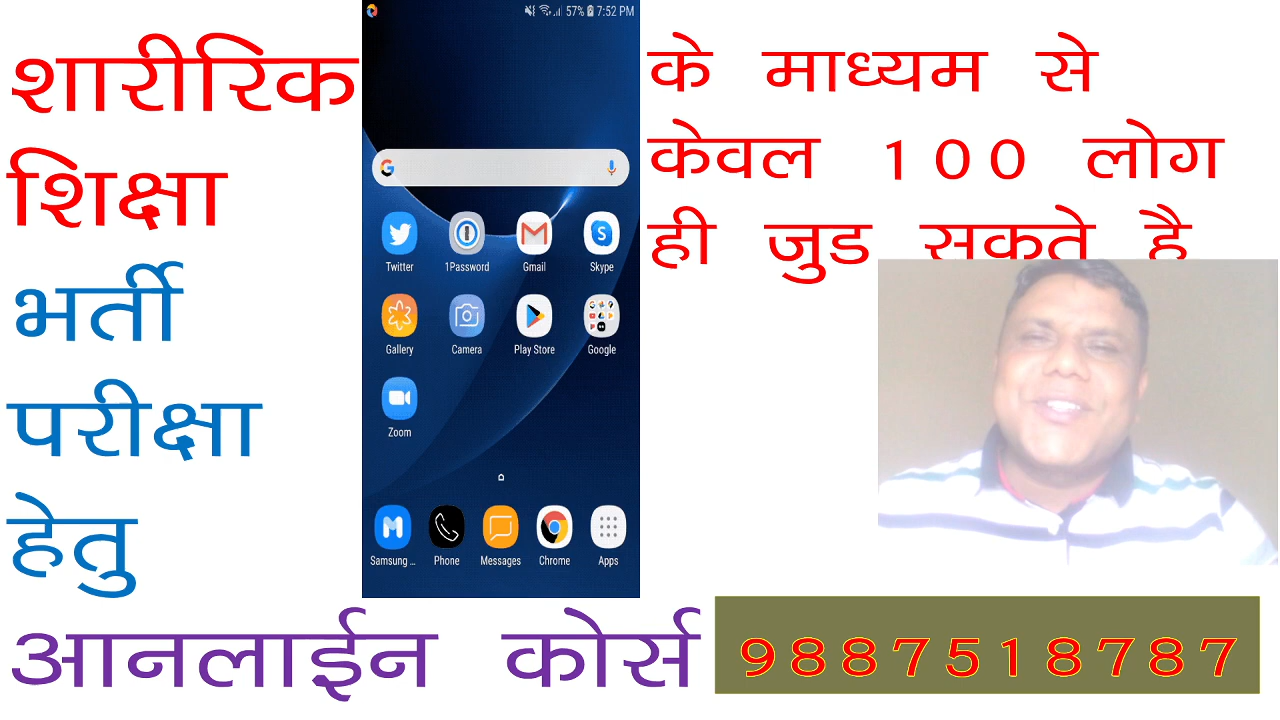 शारीरिक
शिक्षा
भर्ती
परीक्षा
हेतु
आनलाईन कोर्स
57% 7:52 PM
Twitter 1Password Gmail Skype
Gallery Camera Play Store Google
Zoom
Samsung ... Phone Messages Chrome Apps
के माध्यम से
केवल 100 लोग
ही जुड सकते है
9887518787